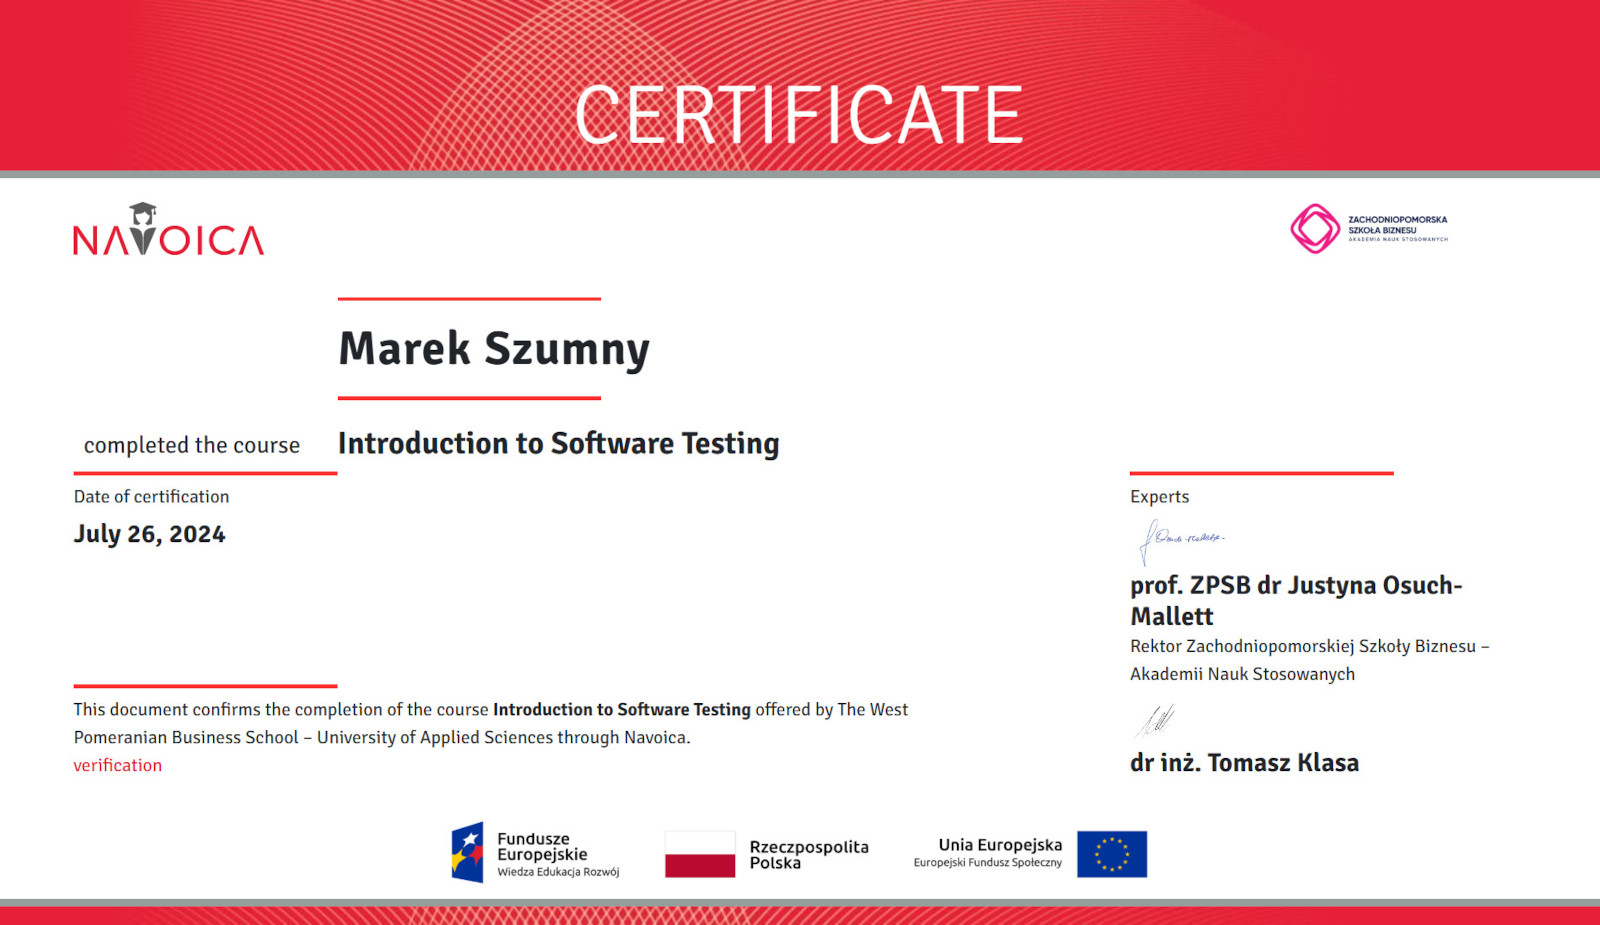 CERTIFICATE
NAVOICA
ZACHODNIOPOMORSKA
SZKOŁA BIZNESU
AKADEMIA NAUK STOSOWANYCH
Marek Szumny
completed the course
Introduction to Software Testing
Date of certification
July 26, 2024
Experts
prof. ZPSB dr Justyna Osuch-
Mallett
Rektor Zachodniopomorskiej Szkoły Biznesu –
Akademii Nauk Stosowanych
dr inż. Tomasz Klasa
This document confirms the completion of the course Introduction to Software Testing offered by The West
Pomeranian Business School – University of Applied Sciences through Navoica.
verification
Fundusze
Europejskie
Wiedza Edukacja Rozwój
Rzeczpospolita
Polska
Unia Europejska
Europejski Fundusz Społeczny